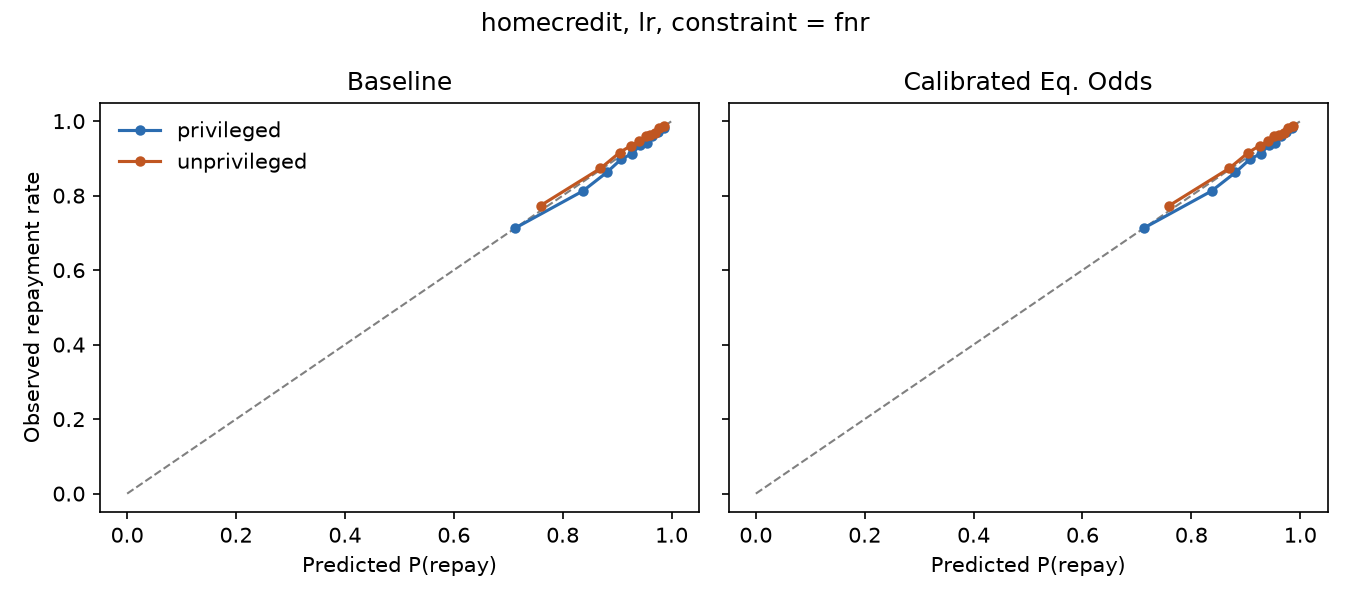 homecredit, lr, constraint = fnr
Baseline
Calibrated Eq. Odds
privileged
unprivileged
Observed repayment rate
1.0
0.8
0.6
0.4
0.2
0.0
0.0 0.2 0.4 0.6 0.8 1.0
0.0 0.2 0.4 0.6 0.8 1.0
Predicted P(repay)
Predicted P(repay)